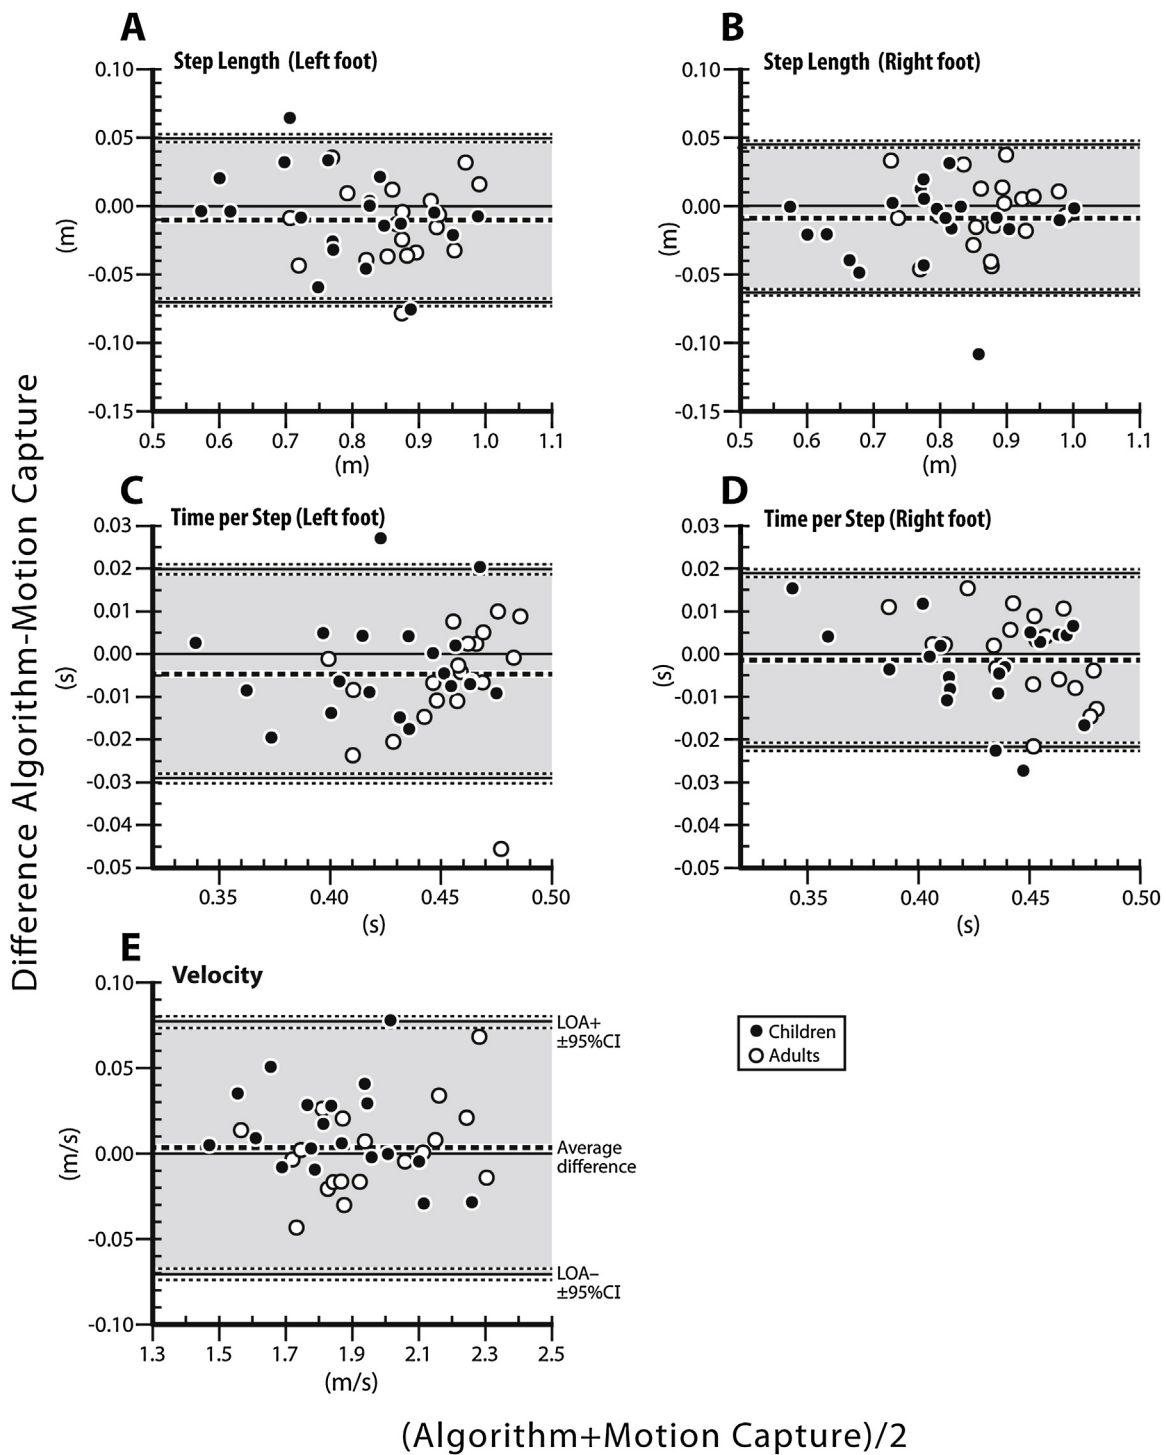 Difference Algorithm-Motion Capture
A
Step Length (Left foot)
0.10
0.05
0.00
-0.05
-0.10
-0.15
(m)
0.5 0.6 0.7 0.8 0.9 1.0 1.1
(m)
B
Step Length (Right foot)
0.10
0.05
0.00
-0.05
-0.10
-0.15
(m)
0.5 0.6 0.7 0.8 0.9 1.0 1.1
(m)
C
Time per Step (Left foot)
0.03
0.02
0.01
0.00
-0.01
-0.02
-0.03
-0.04
-0.05
(s)
0.35 0.40 0.45 0.50
(s)
D
Time per Step (Right foot)
0.03
0.02
0.01
0.00
-0.01
-0.02
-0.03
-0.04
-0.05
(s)
0.35 0.40 0.45 0.50
(s)
E
Velocity
0.10
0.05
0.00
-0.05
-0.10
(m/s)
LOA+
±95%CI
Average
difference
LOA–
±95%CI
1.3 1.5 1.7 1.9 2.1 2.3 2.5
(m/s)
Children
Adults
(Algorithm+Motion Capture)/2